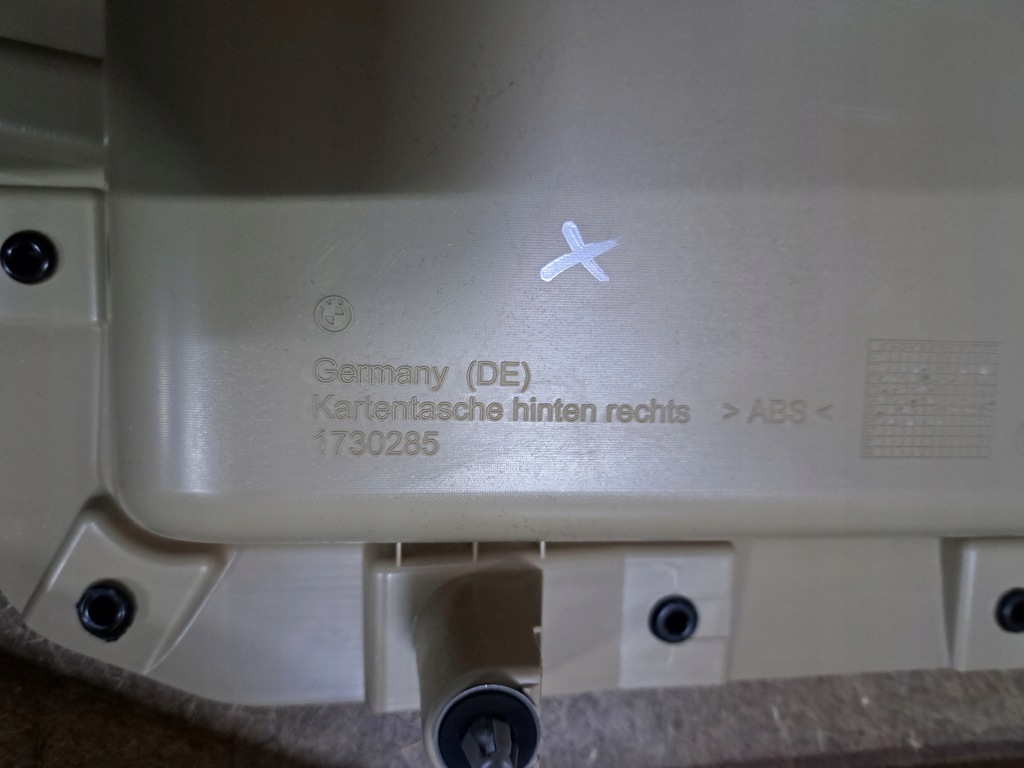 Germany (DE)
Kartentasche hinten rechts > ABS <
1730285